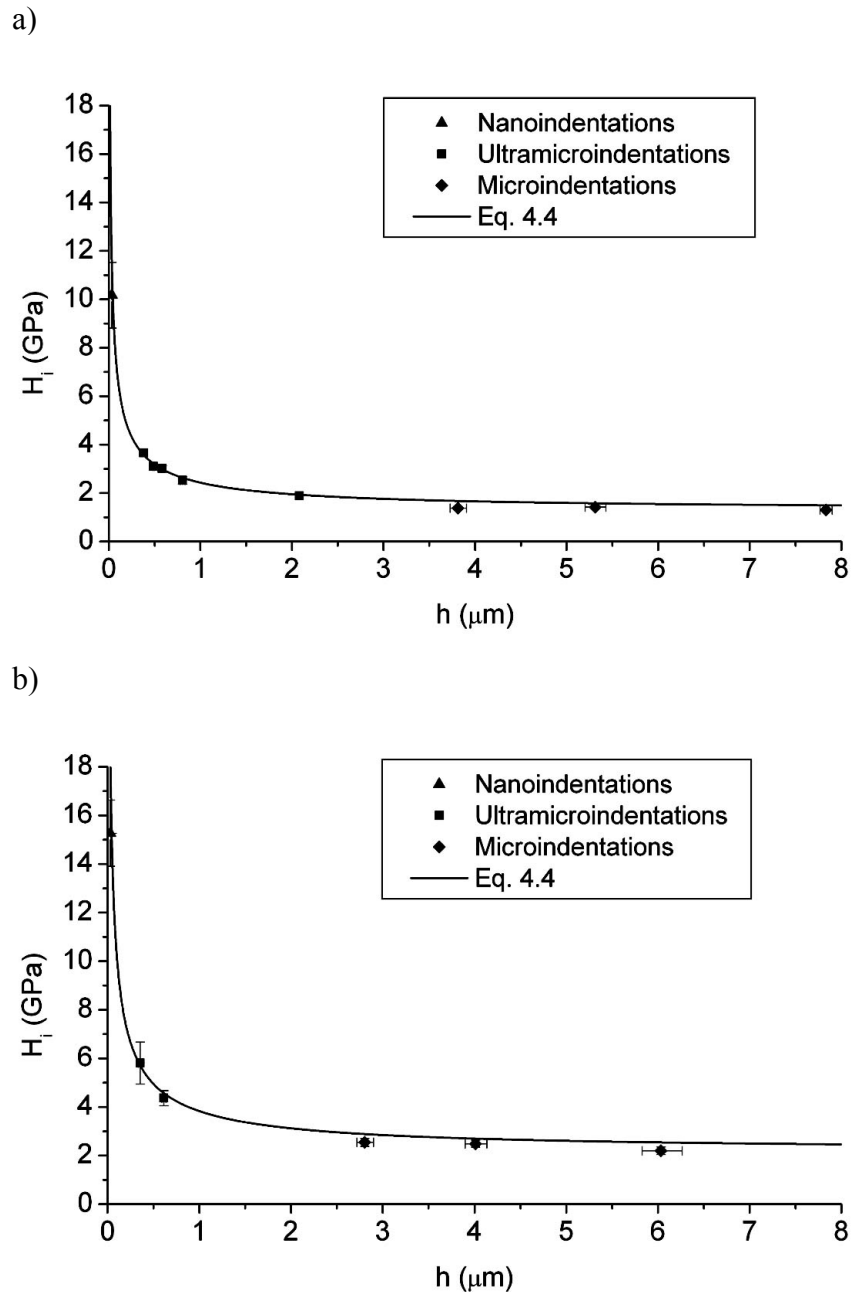 a)
18
16
14
12
10
8
6
4
2
0
H_i (GPa)
Nanoindentations
Ultramicroindentations
Microindentations
Eq. 4.4
0 1 2 3 4 5 6 7 8
h (μm)
b)
18
16
14
12
10
8
6
4
2
0
H_i (GPa)
Nanoindentations
Ultramicroindentations
Microindentations
Eq. 4.4
0 1 2 3 4 5 6 7 8
h (μm)